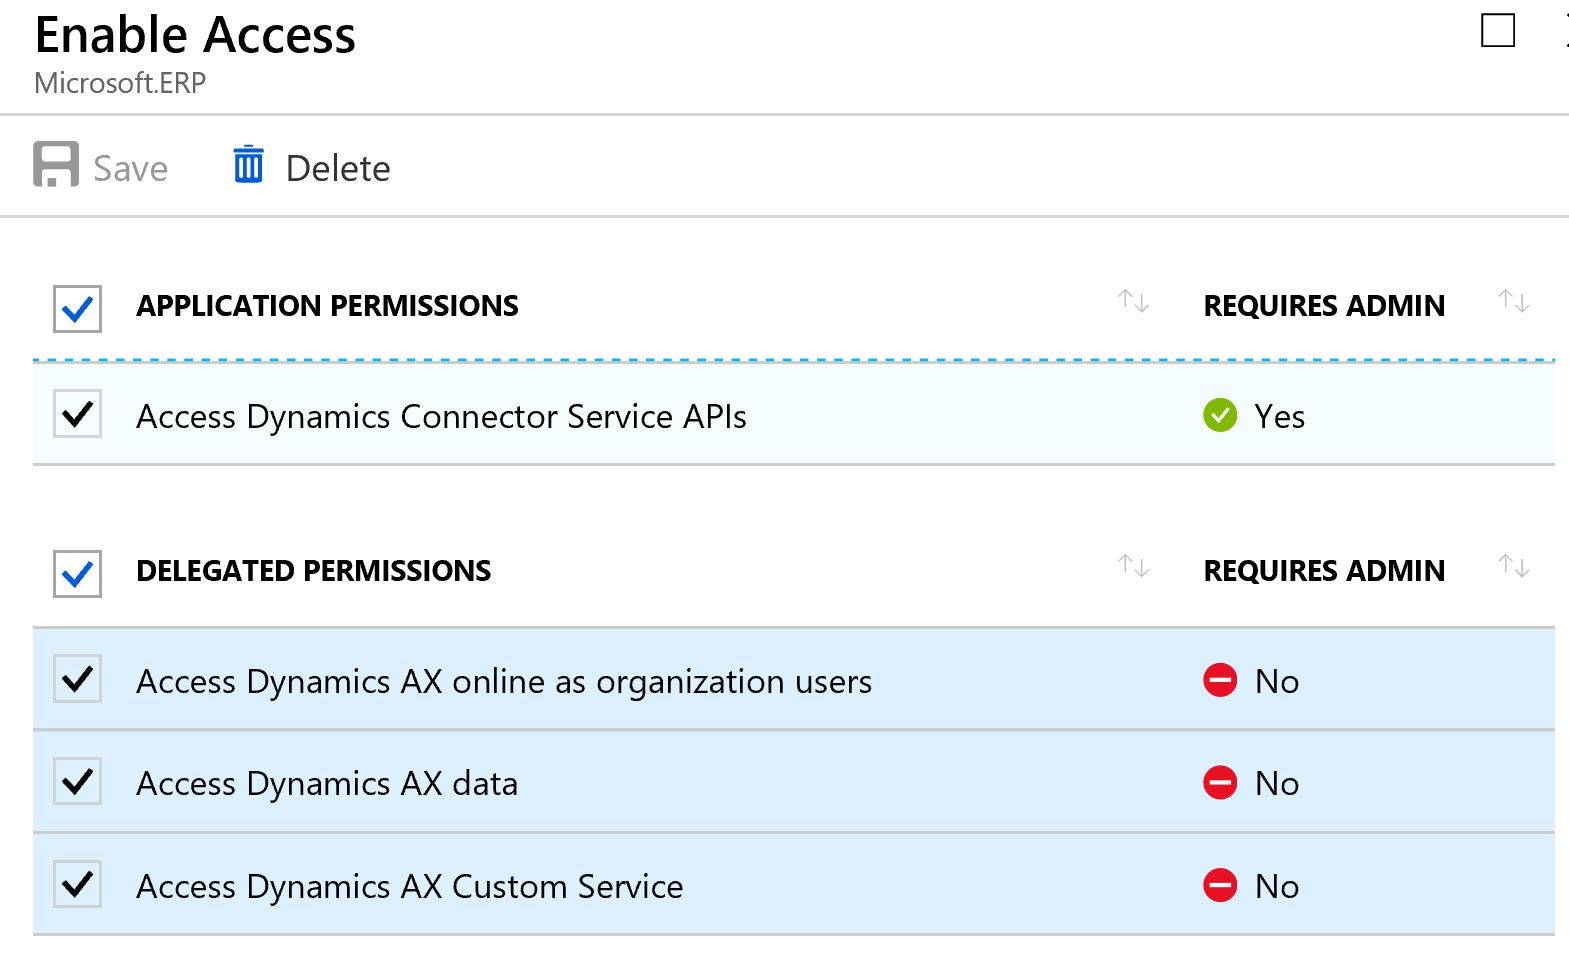 Enable Access
Microsoft.ERP
Save Delete
APPLICATION PERMISSIONS REQUIRES ADMIN
Access Dynamics Connector Service APIs Yes
DELEGATED PERMISSIONS REQUIRES ADMIN
Access Dynamics AX online as organization users No
Access Dynamics AX data No
Access Dynamics AX Custom Service No